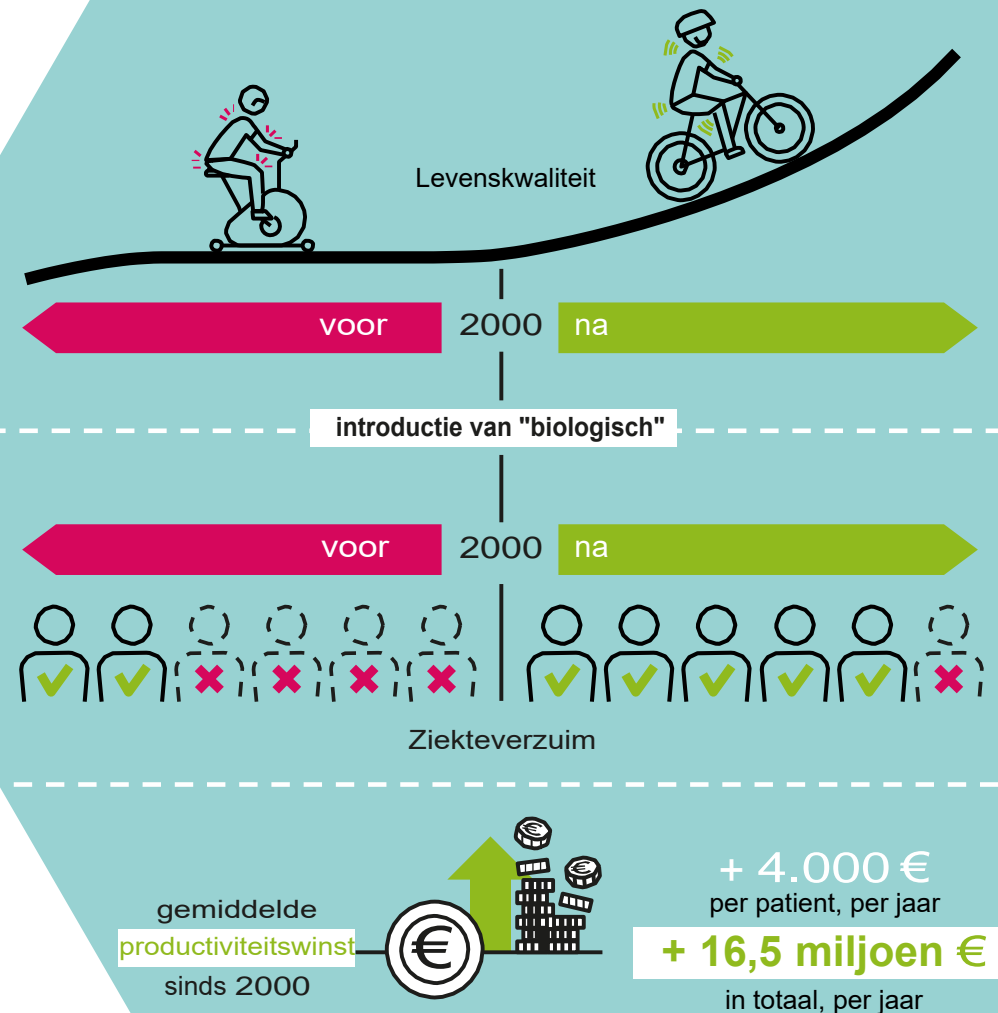 Levenskwaliteit
voor 2000 na
introductie van "biologisch"
voor 2000 na
Ziekteverzuim
gemiddelde
productiviteitswinst
sinds 2000
€
+ 4.000 €
per patient, per jaar
+ 16,5 miljoen €
in totaal, per jaar